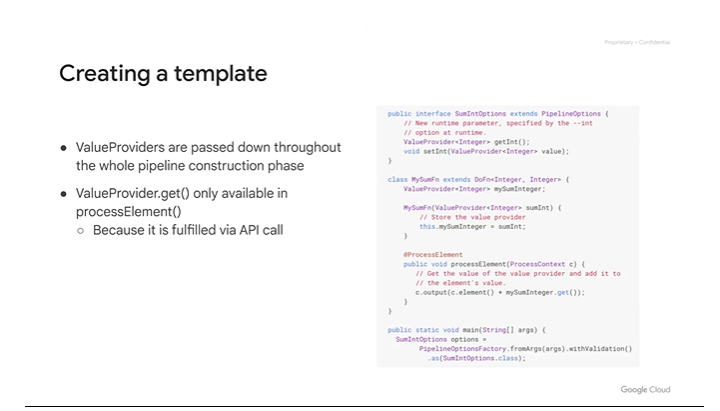 Proprietary + Confidential
Creating a template
● ValueProviders are passed down throughout
the whole pipeline construction phase
● ValueProvider.get() only available in
processElement()
○ Because it is fulfilled via API call
public interface SumIntOptions extends PipelineOptions {
// New runtime parameter, specified by the --int
// option at runtime.
ValueProvider<Integer> getInt();
void setInt(ValueProvider<Integer> value);
}
class MySumFn extends DoFn<Integer, Integer> {
ValueProvider<Integer> mySumInteger;
MySumFn(ValueProvider<Integer> sumInt) {
// Store the value provider
this.mySumInteger = sumInt;
}
@ProcessElement
public void processElement(ProcessContext c) {
// Get the value of the value provider and add it to
// the element's value.
c.output(c.element() + mySumInteger.get());
}
}
public static void main(String[] args) {
SumIntOptions options =
PipelineOptionsFactory.fromArgs(args).withValidation()
.as(SumIntOptions.class);
Google Cloud